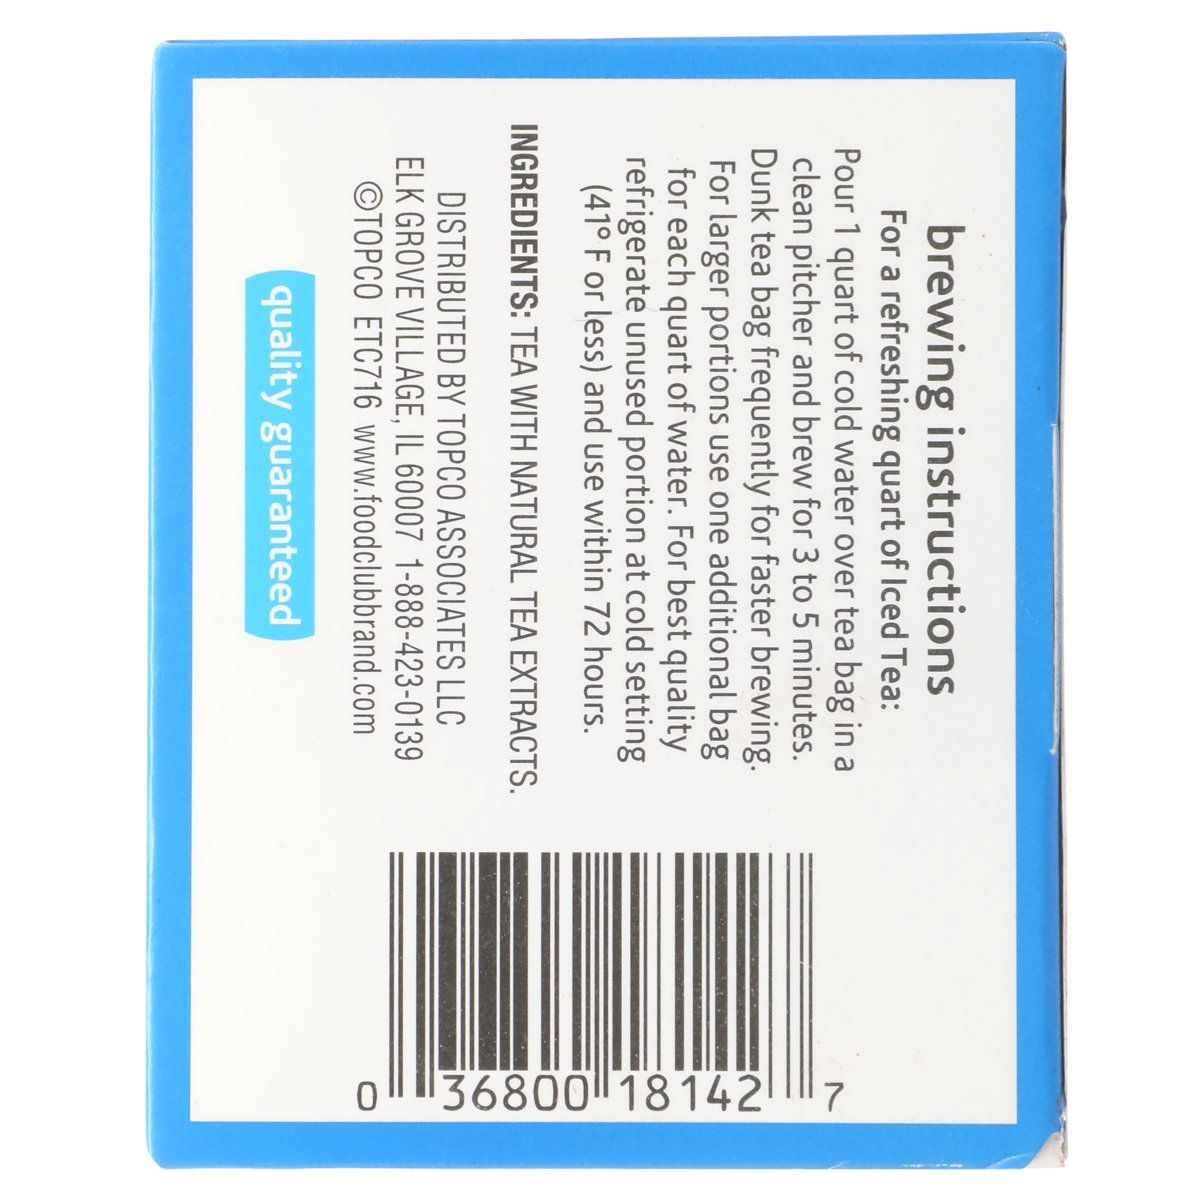 brewing instructions
For a refreshing quart of Iced Tea:
Pour 1 quart of cold water over tea bag in a
clean pitcher and brew for 3 to 5 minutes.
Dunk tea bag frequently for faster brewing.
For larger portions use one additional bag
for each quart of water. For best quality
refrigerate unused portion at cold setting
(41° F or less) and use within 72 hours.
INGREDIENTS: TEA WITH NATURAL TEA EXTRACTS.
DISTRIBUTED BY TOPCO ASSOCIATES LLC
ELK GROVE VILLAGE, IL 60007 1-888-423-0139
©TOPCO ETC716 www.foodclubbrand.com
quality guaranteed
0 36800 18142 7